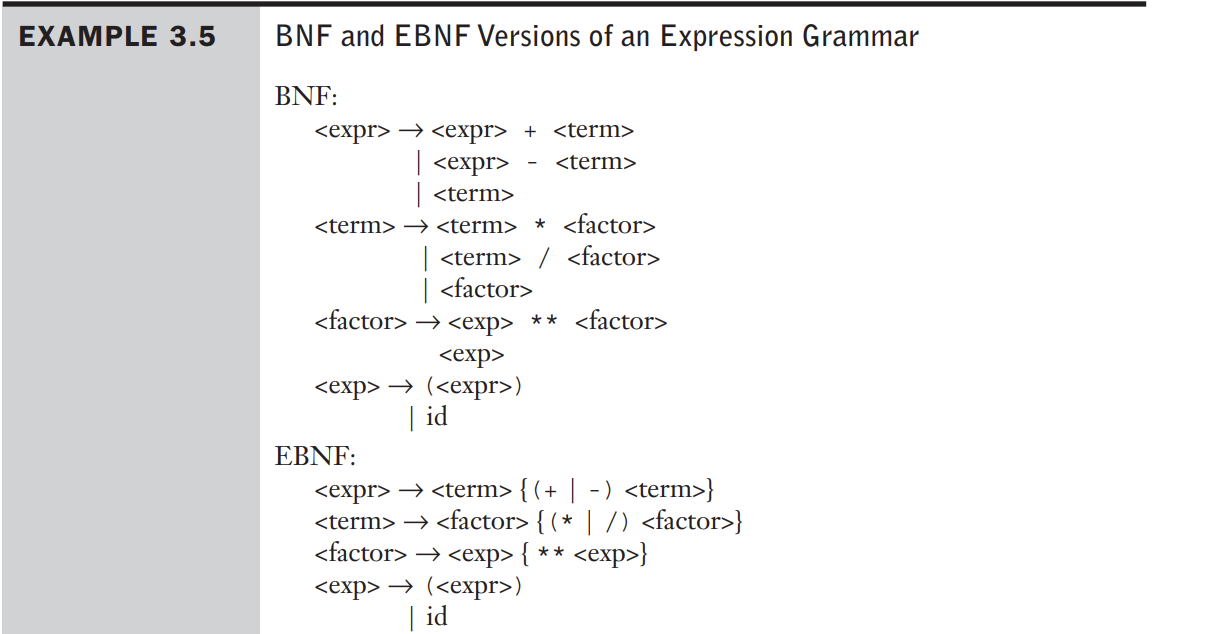 EXAMPLE 3.5
BNF and EBNF Versions of an Expression Grammar
BNF:
<expr> → <expr> + <term>
| <expr> - <term>
| <term>
<term> → <term> * <factor>
| <term> / <factor>
| <factor>
<factor> → <exp> ** <factor>
<exp>
<exp> → (<expr>)
| id
EBNF:
<expr> → <term> {(+ | -) <term>}
<term> → <factor> {(* | /) <factor>}
<factor> → <exp> { ** <exp>}
<exp> → (<expr>)
| id